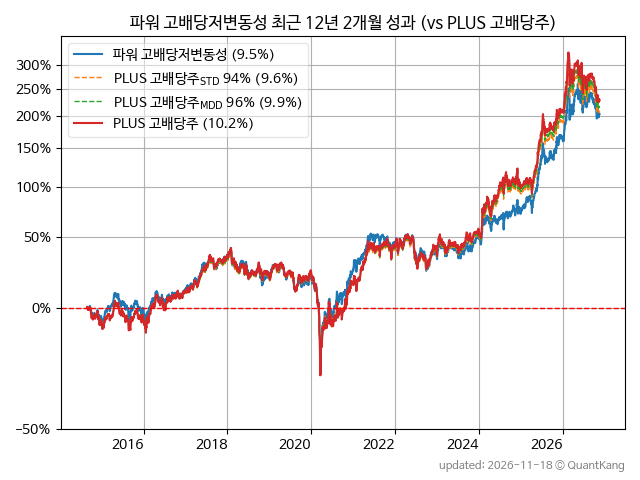 파워 고배당저변동성 최근 12년 2개월 성과 (vs PLUS 고배당주)
파워 고배당저변동성 (9.5%)
PLUS 고배당주STD 94% (9.6%)
PLUS 고배당주MDD 96% (9.9%)
PLUS 고배당주 (10.2%)
300%
250%
200%
150%
100%
50%
0%
−50%
2016 2018 2020 2022 2024 2026
updated: 2026-11-18 © QuantKang